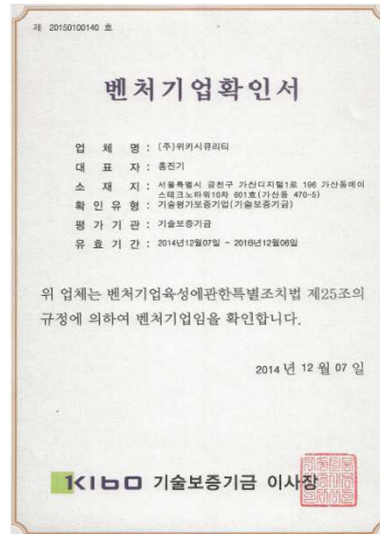 제 20150100140 호
벤처기업확인서
업 체 명 : (주)위키시큐리티
대 표 자 : 홍진기
소 재 지 : 서울특별시 금천구 가산디지털1로 196 가산동에이
스테크노타워10차 601호(가산동 470-5)
확 인 유 형 : 기술평가보증기업(기술보증기금)
평 가 기 관 : 기술보증기금
유 효 기 간 : 2014년12월07일 ~ 2016년12월06일
위 업체는 벤처기업육성에관한특별조치법 제25조의
규정에 의하여 벤처기업임을 확인합니다.
2014 년 12 월 07 일
KIBO 기술보증기금 이사장